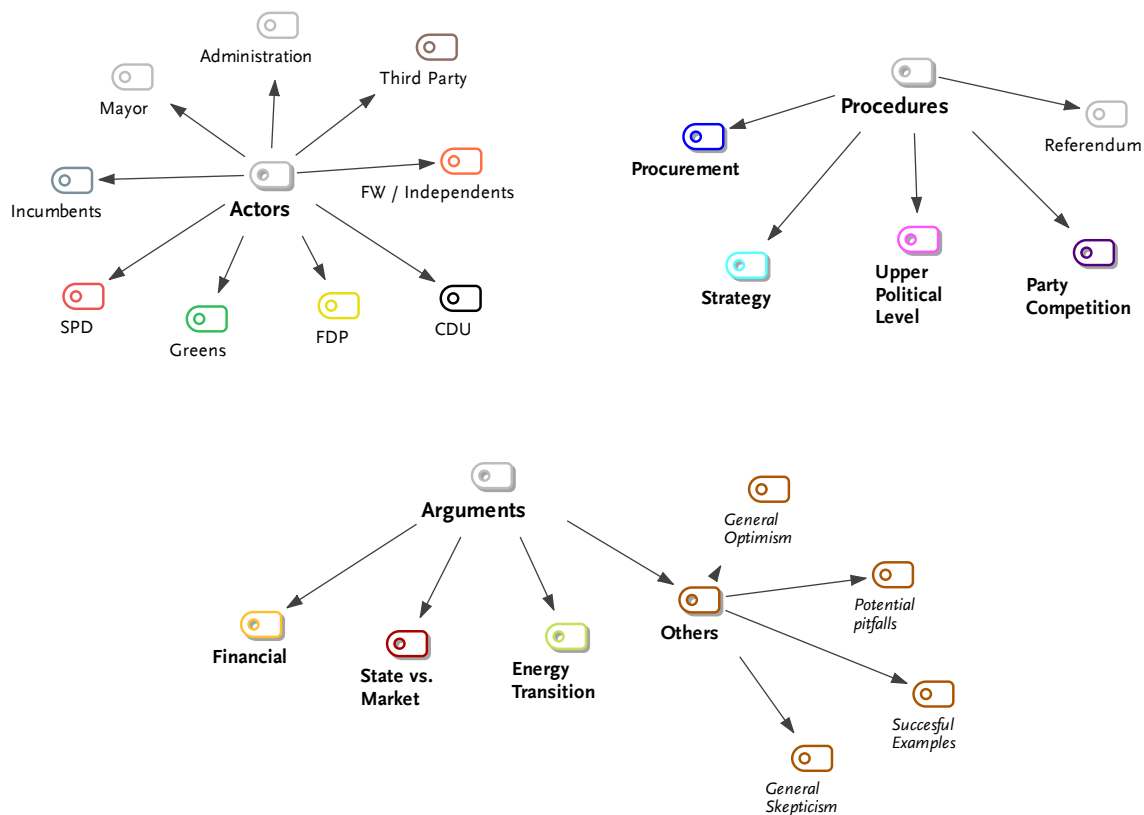 Administration
Third Party
Mayor
Incumbents
FW / Independents
Actors
SPD
Greens
FDP
CDU
Procedures
Referendum
Procurement
Strategy
Upper
Political
Level
Party
Competition
Arguments
General
Optimism
Potential
pitfalls
Others
Financial
State vs.
Market
Energy
Transition
Succesful
Examples
General
Skepticism